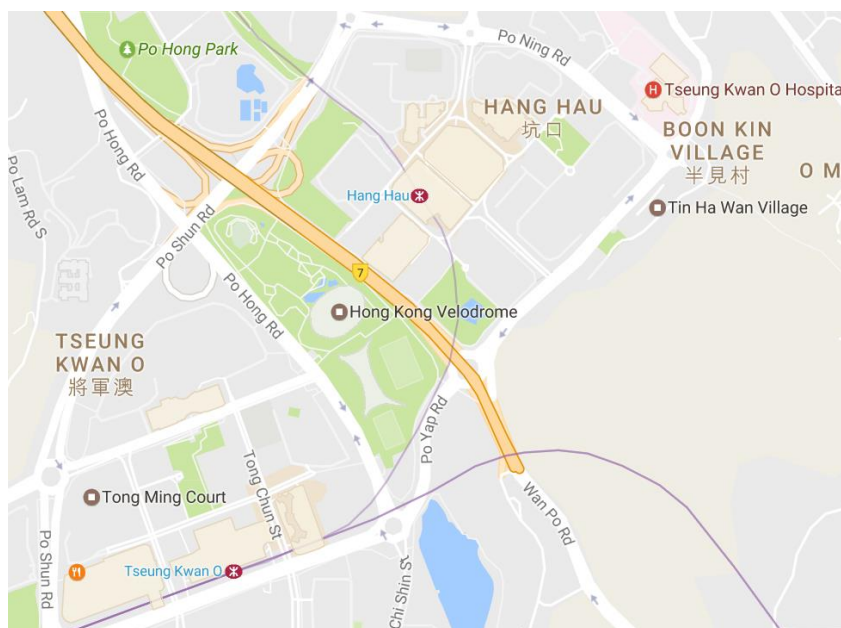 Po Hong Park
Po Ning Rd
Tseung Kwan O Hospita
HANG HAU
坑口
BOON KIN
VILLAGE
半見村
O M
Po Hong Rd
Po Lam Rd S
Hang Hau
Tin Ha Wan Village
Po Shun Rd
7
Po Hong Rd
Hong Kong Velodrome
TSEUNG
KWAN O
將軍澳
Po Yap Rd
Tong Chun St
Tong Ming Court
Wan Po Rd
Po Shun Rd
Tseung Kwan O
Chi Shin St
H